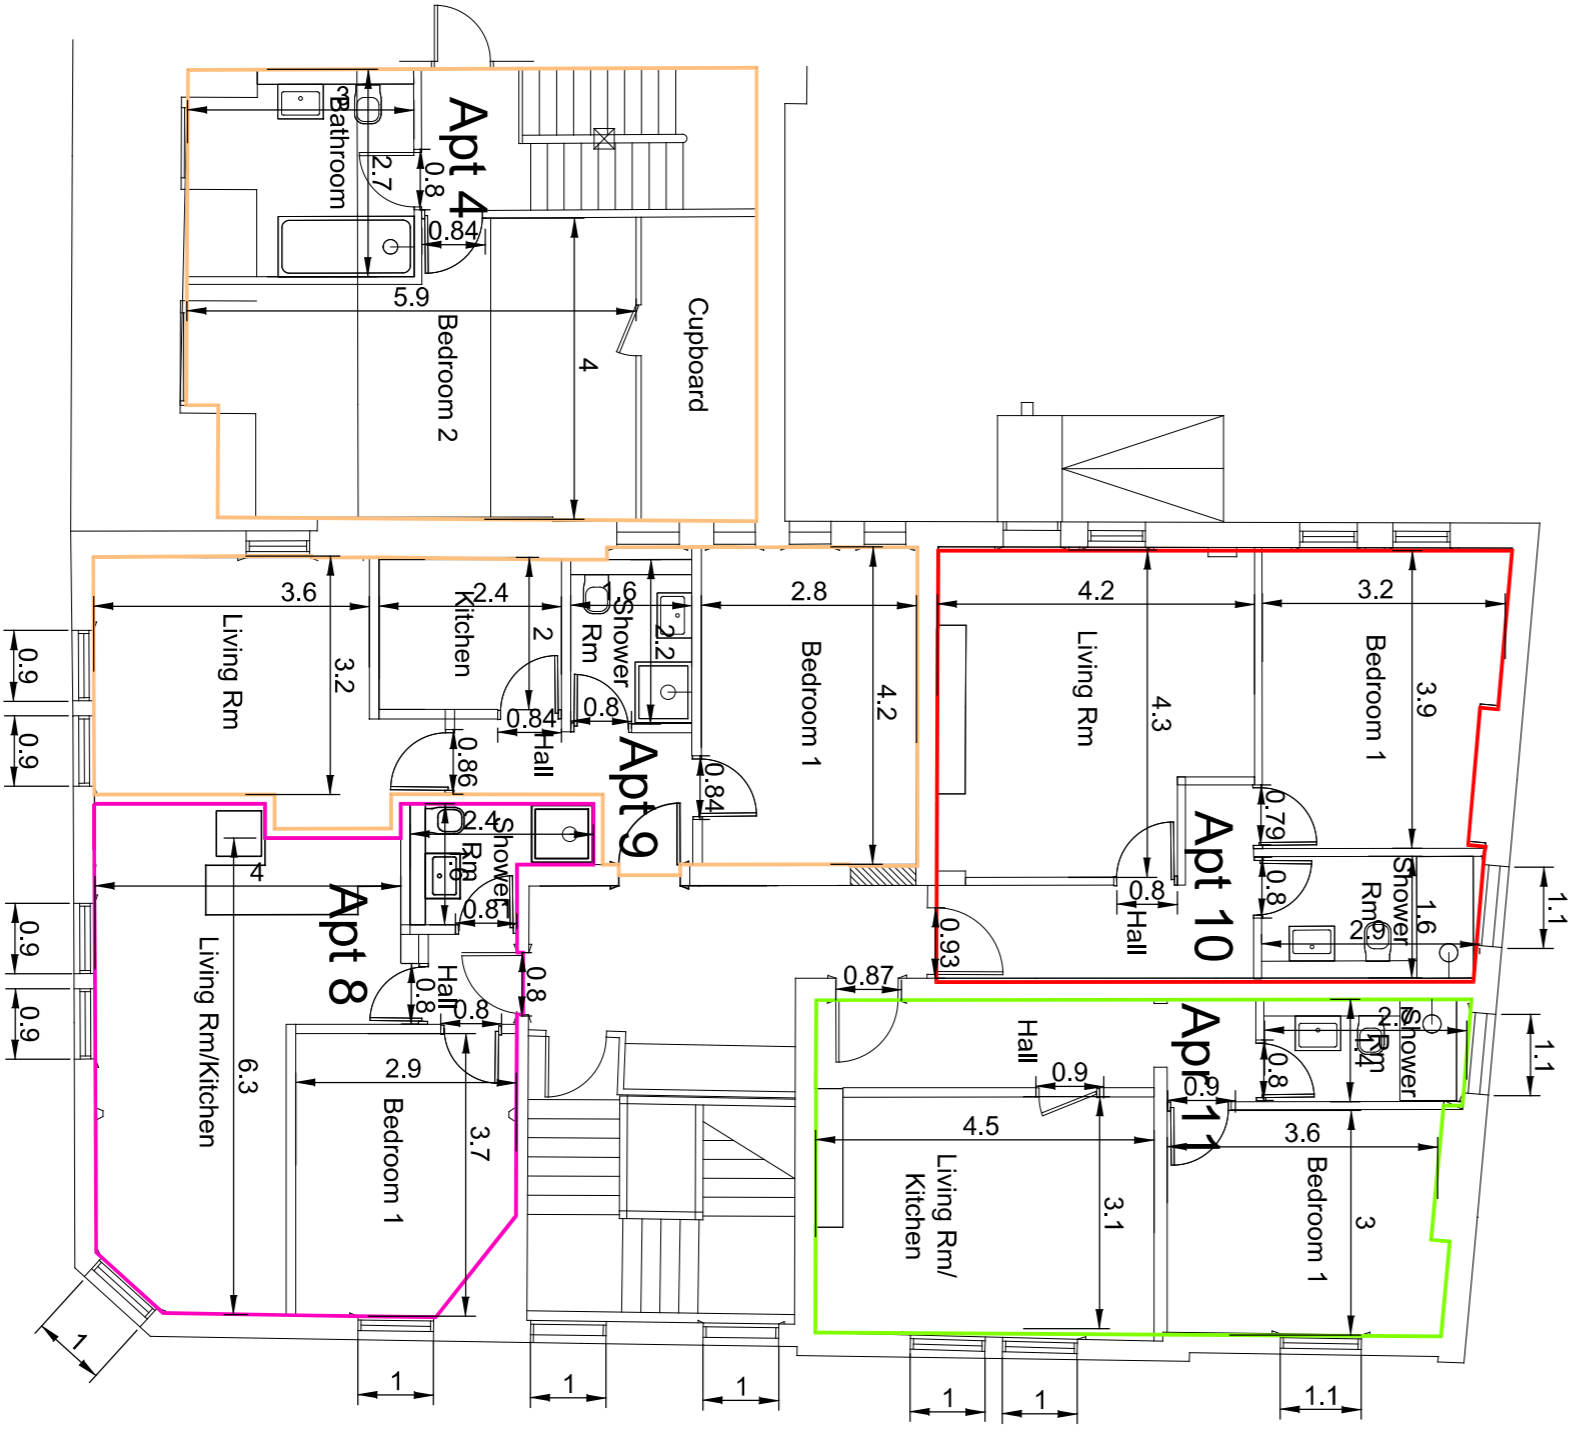 Apt 4
3
Bathroom
2.7
0.8
0.84
5.9
Bedroom 2
4
Cupboard
3.6
Living Rm
3.2
2.4
Kitchen
2
0.84
Hall
0.86
1.6
Shower
Rm
2.2
0.8
Apt 9
2.8
Bedroom 1
4.2
0.84
4.2
Living Rm
4.3
3.2
Bedroom 1
3.9
0.79
Apt 10
0.8
Hall
0.93
0.8
Shower
Rm
1.6
2.9
1.1
0.9
0.9
0.9
0.9
2.4
Shower
Rm
0.8
4
Apt 8
Living Rm/Kitchen
6.3
Hall
0.8
0.8
0.8
2.9
Bedroom 1
3.7
0.87
Hall
0.9
Apr 11
0.9
0.8
Shower
Rm
1.1
4.5
Living Rm/
Kitchen
3.1
3.6
Bedroom 1
3
1
1
1
1
1
1
1.1